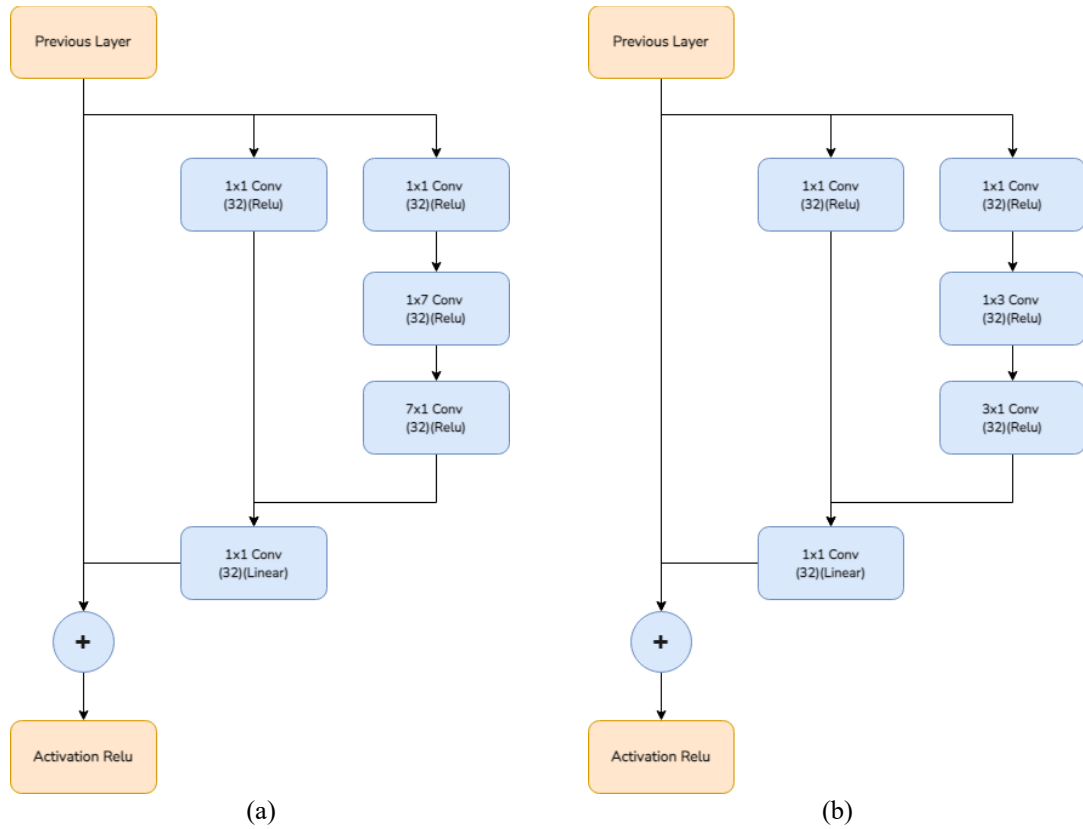 Previous Layer
1x1 Conv
(32)(Relu)
1x1 Conv
(32)(Relu)
1x7 Conv
(32)(Relu)
7x1 Conv
(32)(Relu)
1x1 Conv
(32)(Linear)
+
Activation Relu
(a)
Previous Layer
1x1 Conv
(32)(Relu)
1x1 Conv
(32)(Relu)
1x3 Conv
(32)(Relu)
3x1 Conv
(32)(Relu)
1x1 Conv
(32)(Linear)
+
Activation Relu
(b)